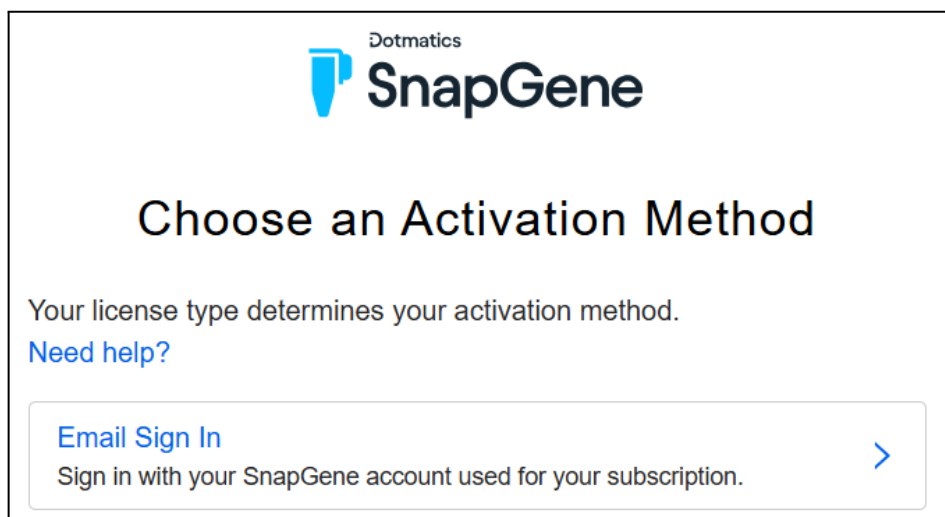 Dotmatics
SnapGene
Choose an Activation Method
Your license type determines your activation method.
Need help?
Email Sign In
Sign in with your SnapGene account used for your subscription.